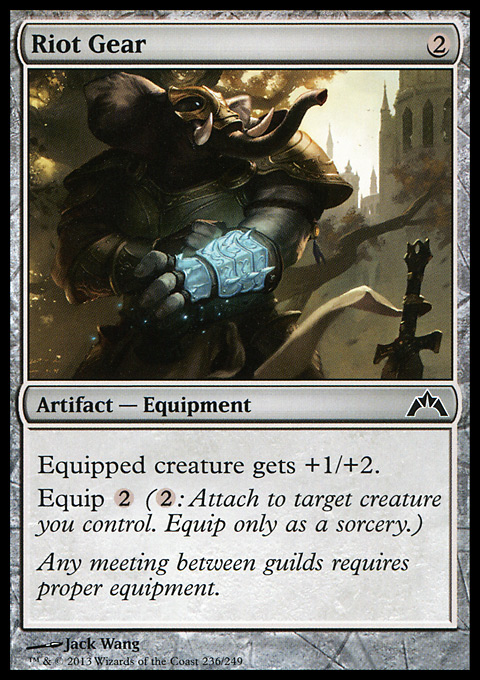 Riot Gear 2
Artifact — Equipment
Equipped creature gets +1/+2.
Equip 2 (2: Attach to target creature
you control. Equip only as a sorcery.)
Any meeting between guilds requires
proper equipment.
Jack Wang
™ & © 2013 Wizards of the Coast 236/249